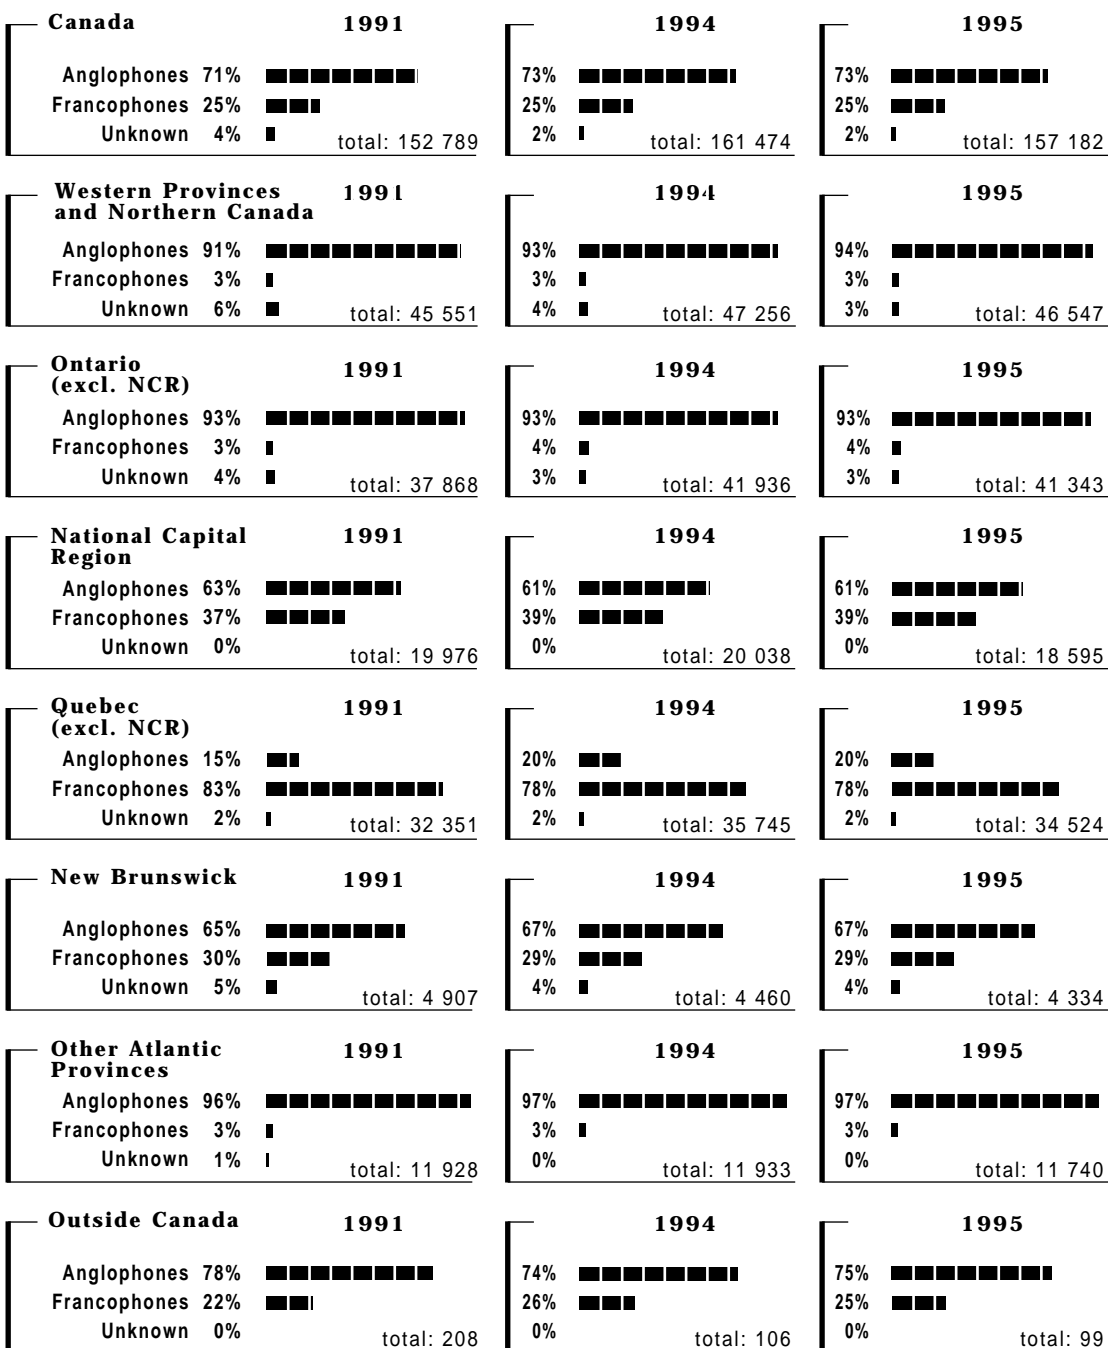 Canada 1991 1994 1995
Anglophones 71% 73% 73%
Francophones 25% 25% 25%
Unknown 4% 2% 2%
total: 152 789 total: 161 474 total: 157 182
Western Provinces
and Northern Canada 1991 1994 1995
Anglophones 91% 93% 94%
Francophones 3% 3% 3%
Unknown 6% 4% 3%
total: 45 551 total: 47 256 total: 46 547
Ontario
(excl. NCR) 1991 1994 1995
Anglophones 93% 93% 93%
Francophones 3% 4% 4%
Unknown 4% 3% 3%
total: 37 868 total: 41 936 total: 41 343
National Capital 1991 1994 1995
Region
Anglophones 63% 61% 61%
Francophones 37% 39% 39%
Unknown 0% 0% 0%
total: 19 976 total: 20 038 total: 18 595
Quebec 1991 1994 1995
(excl. NCR)
Anglophones 15% 20% 20%
Francophones 83% 78% 78%
Unknown 2% 2% 2%
total: 32 351 total: 35 745 total: 34 524
New Brunswick 1991 1994 1995
Anglophones 65% 67% 67%
Francophones 30% 29% 29%
Unknown 5% 4% 4%
total: 4 907 total: 4 460 total: 4 334
Other Atlantic 1991 1994 1995
Provinces
Anglophones 96% 97% 97%
Francophones 3% 3% 3%
Unknown 1% 0% 0%
total: 11 928 total: 11 933 total: 11 740
Outside Canada 1991 1994 1995
Anglophones 78% 74% 75%
Francophones 22% 26% 25%
Unknown 0% 0% 0%
total: 208 total: 106 total: 99